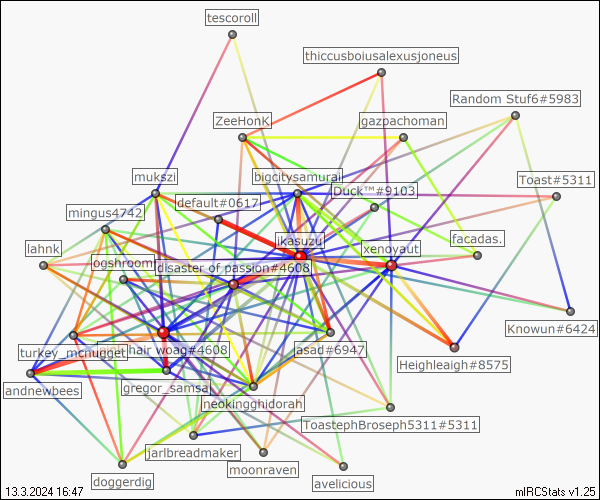 tescoroll
thiccusboiusalexusjoneus
Random Stuf6#5983
ZeeHonK
gazpachoman
mukszi
bigcitysamurai
Toast#5311
Duck™#9103
default#0617
mingus4742
lahnk
ikasuzu
xenoyaut
facadas.
ogshroom
disaster of passion#4608
Knowun#6424
turkey_mcnugget
hair woag#4608
jasad#6947
Heighleaigh#8575
andnewbees
gregor_samsa
neokingghidorah
ToastephBroseph5311#5311
jarlbreadmaker
moonraven
doggerdig
avelicious
13.3.2024 16:47
mIRCStats v1.25